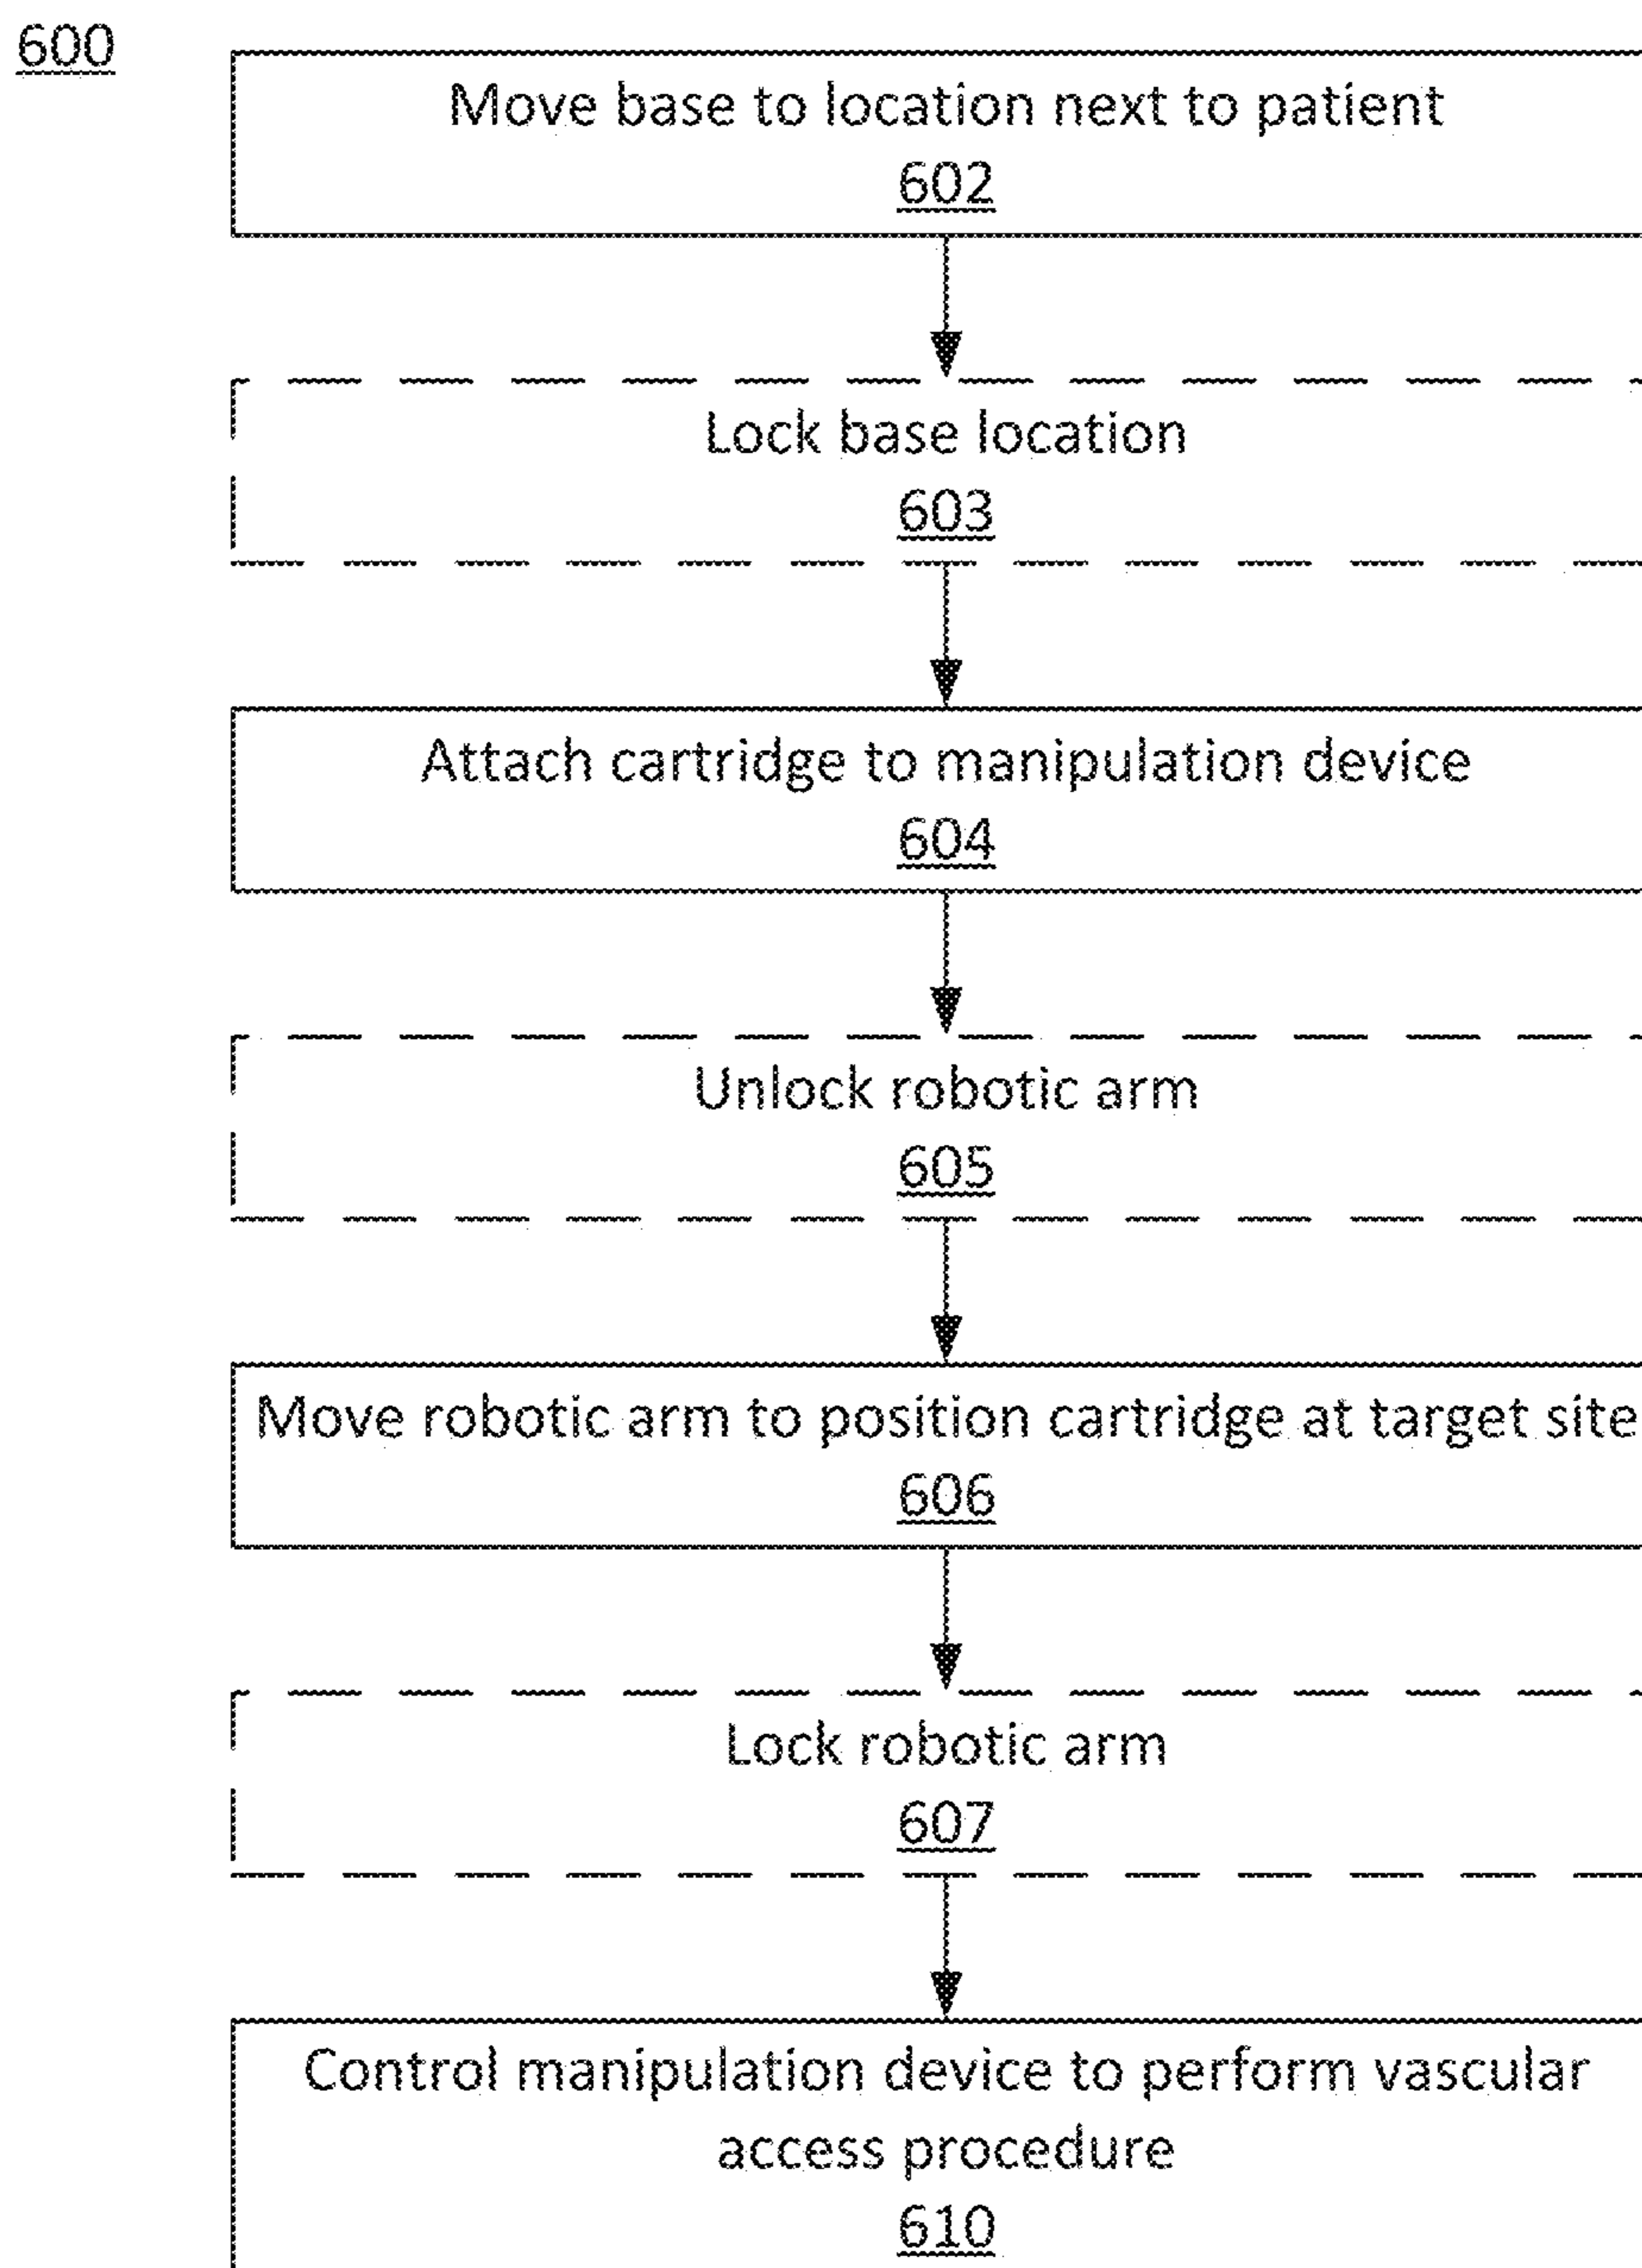 600
Move base to location next to patient
602
Lock base location
603
Attach cartridge to manipulation device
604
Unlock robotic arm
605
Move robotic arm to position cartridge at target site
606
Lock robotic arm
607
Control manipulation device to perform vascular
access procedure
610